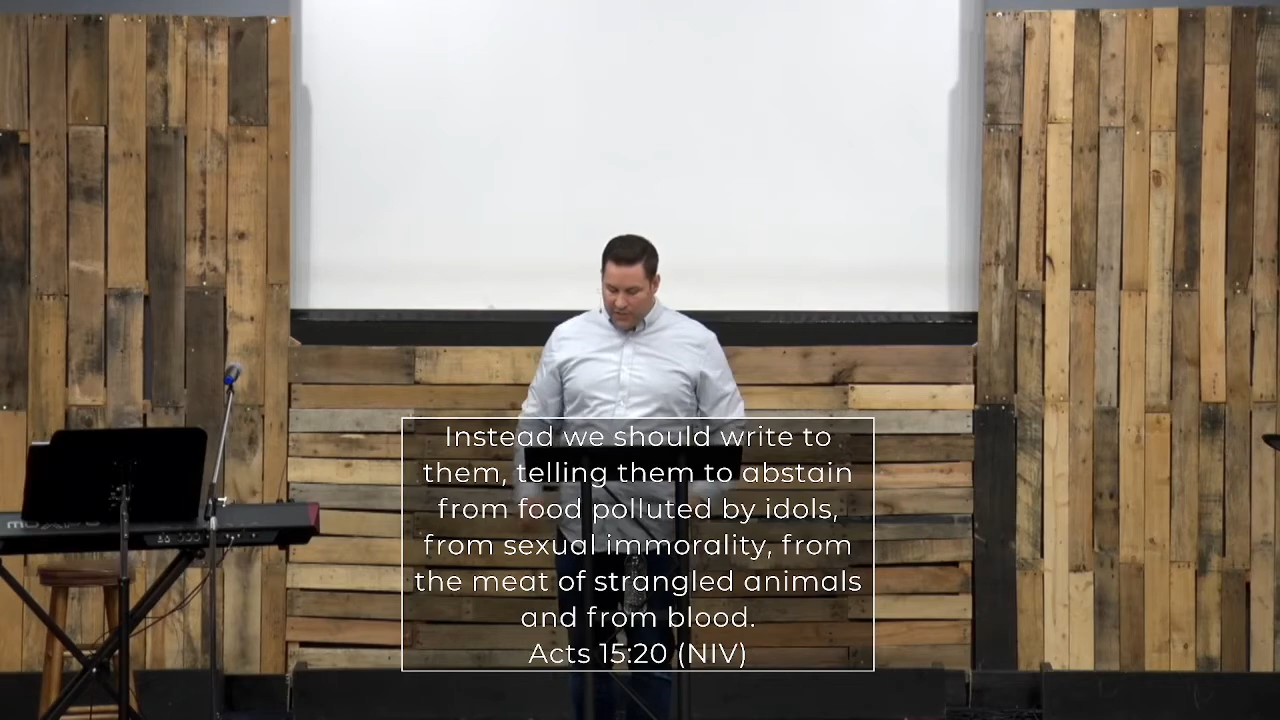 Instead we should write to
them, telling them to abstain
from food polluted by idols,
from sexual immorality, from
the meat of strangled animals
and from blood.
Acts 15:20 (NIV)